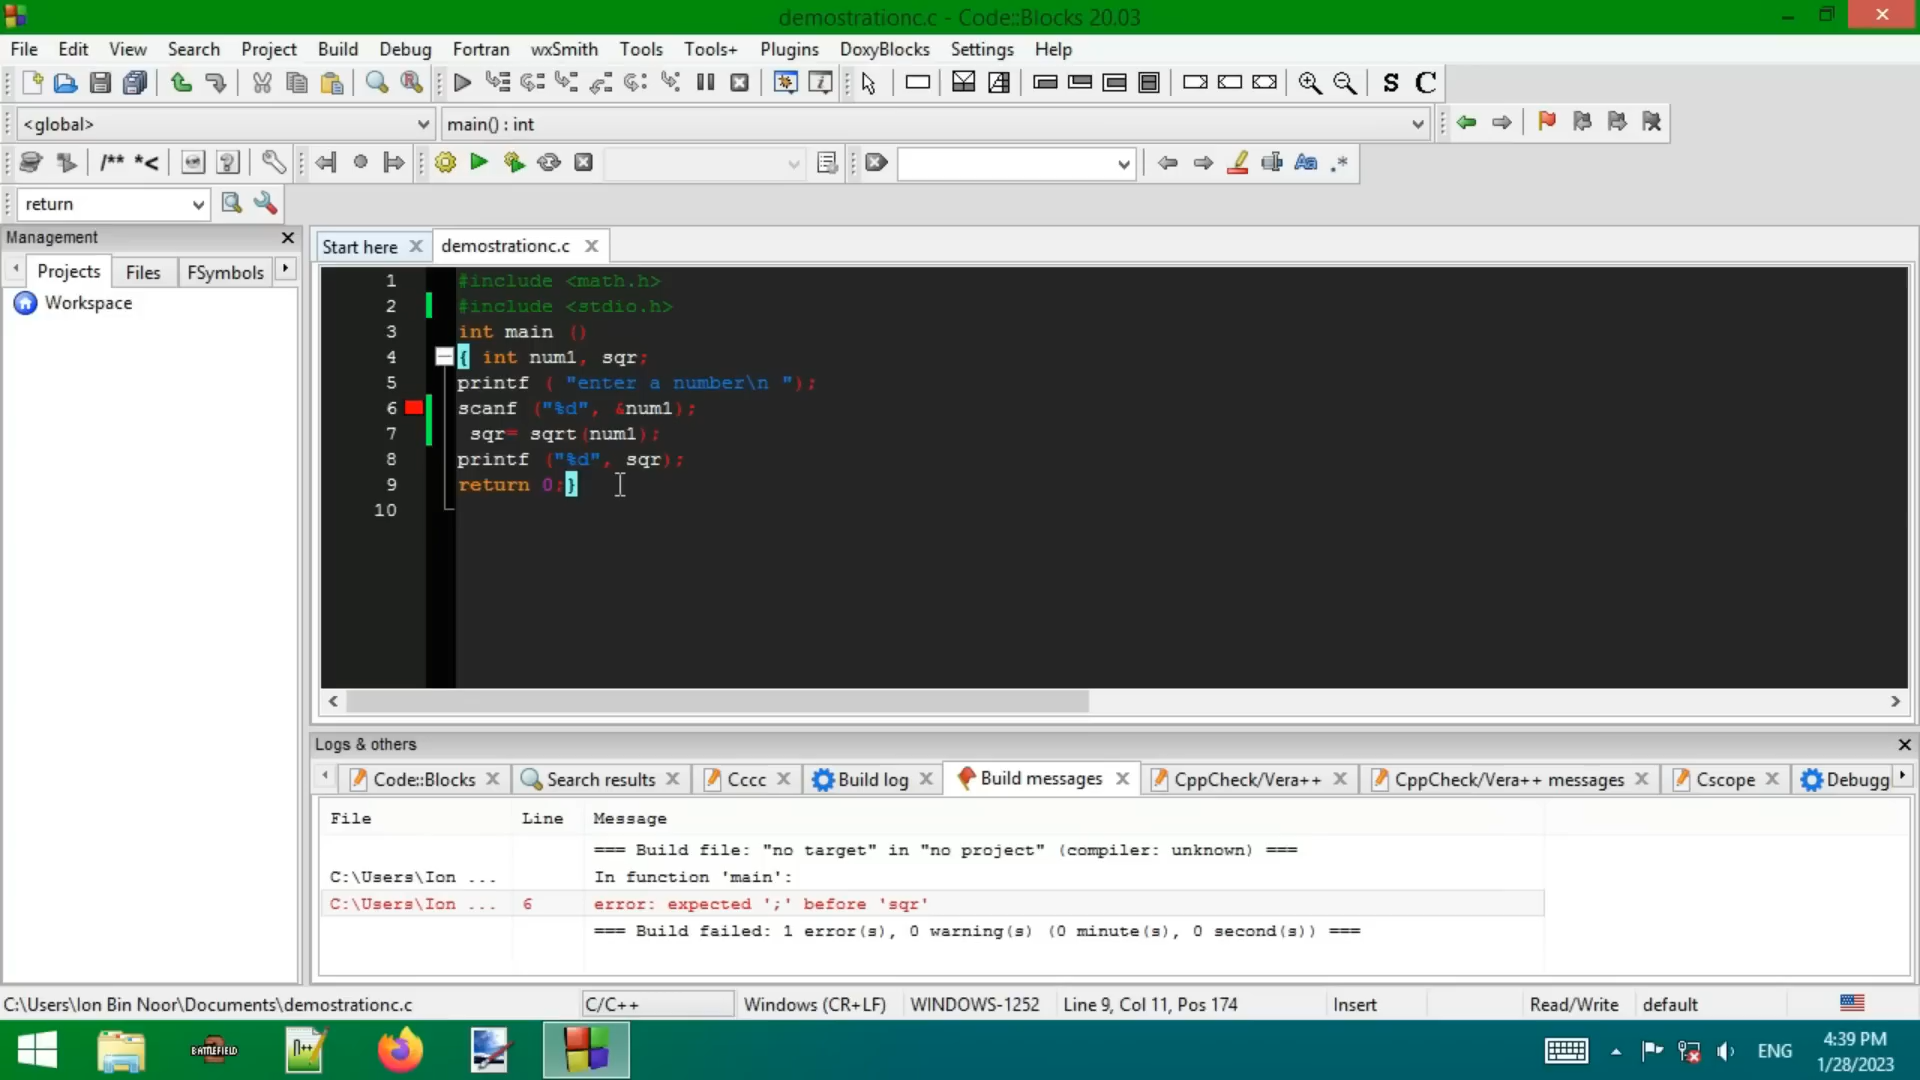 demostrationc.c - Code::Blocks 20.03
File Edit View Search Project Build Debug Fortran wxSmith Tools Tools+ Plugins DoxyBlocks Settings Help
S C
<global> main() : int
/** *< Aa .*
return
Management
Start here demostrationc.c
Projects Files FSymbols
Workspace
1 #include <math.h>
2 #include <stdio.h>
3 int main ()
4 { int num1, sqr;
5 printf ( "enter a number\n ");
6 scanf ("%d", &num1);
7 sqr= sqrt(num1);
8 printf ("%d", sqr);
9 return 0;}
10
Logs & others
Code::Blocks Search results Cccc Build log Build messages CppCheck/Vera++ CppCheck/Vera++ messages Cscope Debugg
File Line Message
=== Build file: "no target" in "no project" (compiler: unknown) ===
C:\Users\Ion ... In function 'main':
C:\Users\Ion ... 6 error: expected ';' before 'sqr'
=== Build failed: 1 error(s), 0 warning(s) (0 minute(s), 0 second(s)) ===
C:\Users\Ion Bin Noor\Documents\demostrationc.c C/C++ Windows (CR+LF) WINDOWS-1252 Line 9, Col 11, Pos 174 Insert Read/Write default
BATTLEFIELD 2 N++ ENG 4:39 PM
1/28/2023